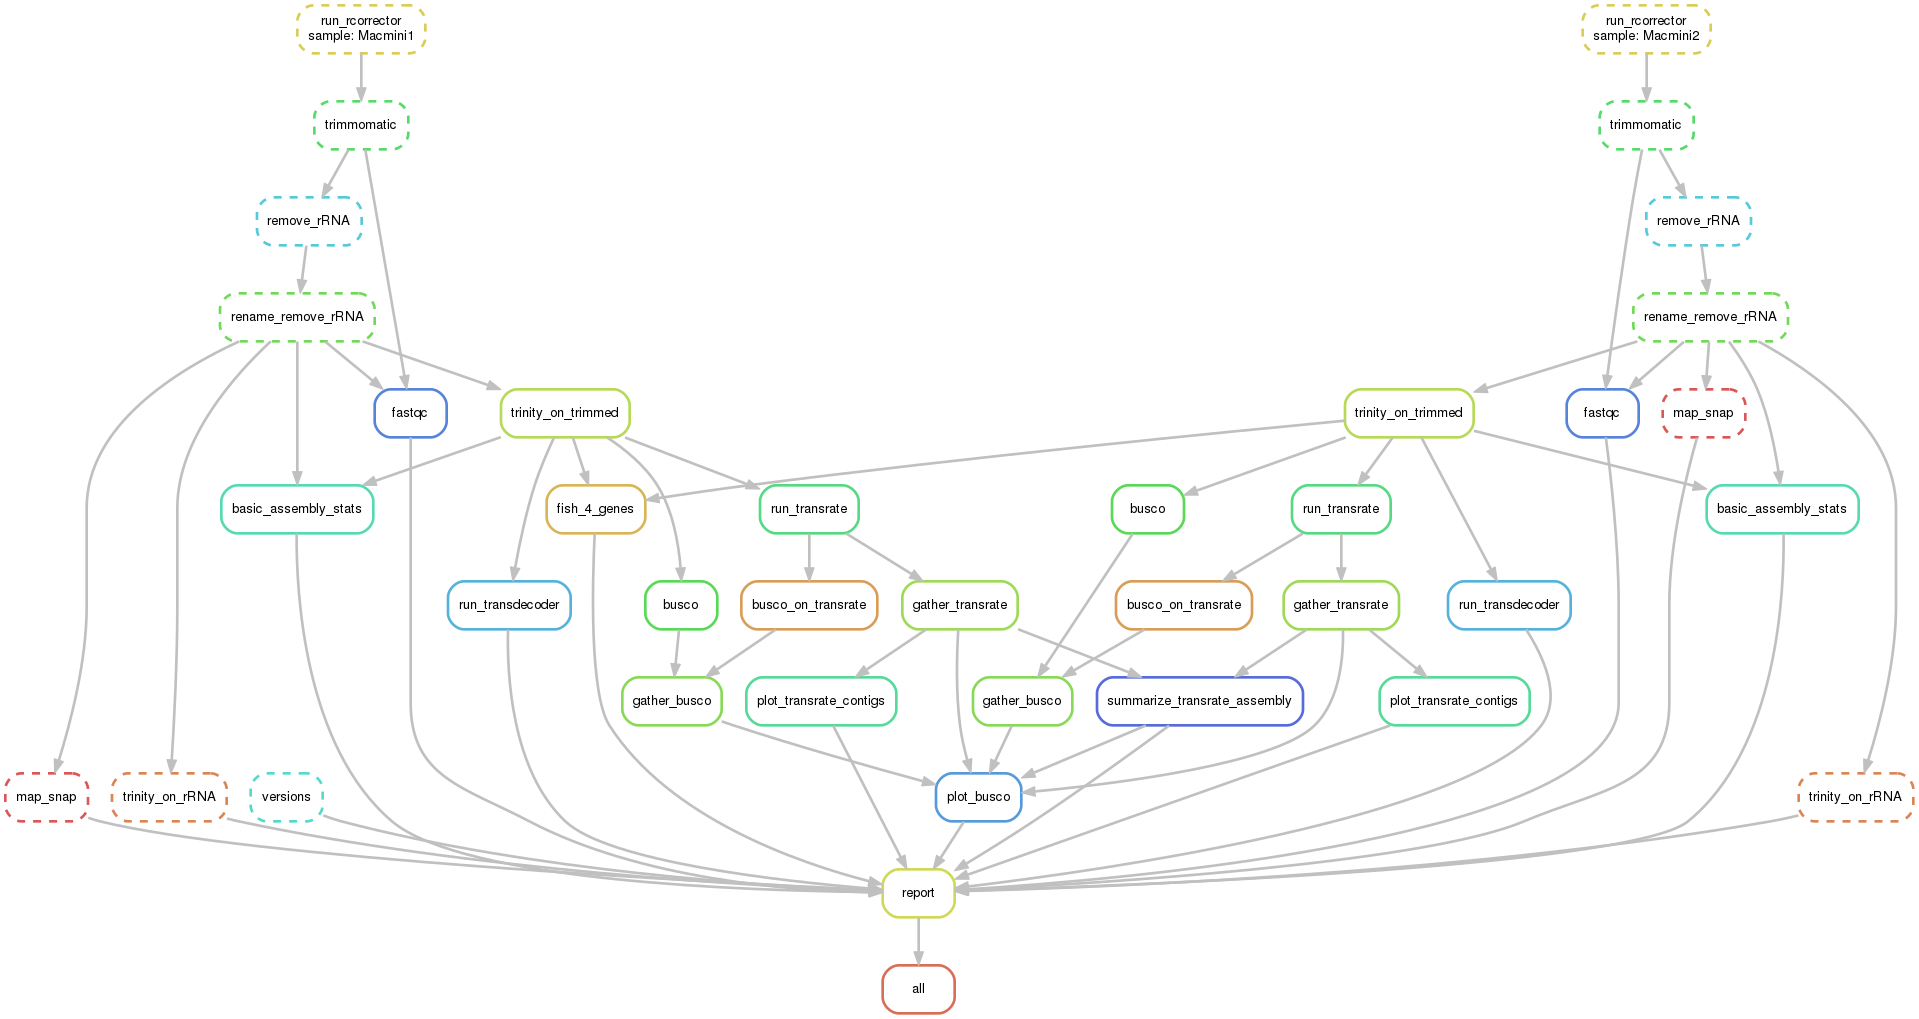 run_rcorrector
sample: Macmini1
run_rcorrector
sample: Macmini2
trimmomatic
trimmomatic
remove_rRNA
remove_rRNA
rename_remove_rRNA
rename_remove_rRNA
fastqc
trinity_on_trimmed
trinity_on_trimmed
fastqc
map_snap
basic_assembly_stats
fish_4_genes
run_transrate
busco
run_transrate
basic_assembly_stats
run_transdecoder
busco
busco_on_transrate
gather_transrate
busco_on_transrate
gather_transrate
run_transdecoder
gather_busco
plot_transrate_contigs
gather_busco
summarize_transrate_assembly
plot_transrate_contigs
map_snap
trinity_on_rRNA
versions
plot_busco
trinity_on_rRNA
report
all